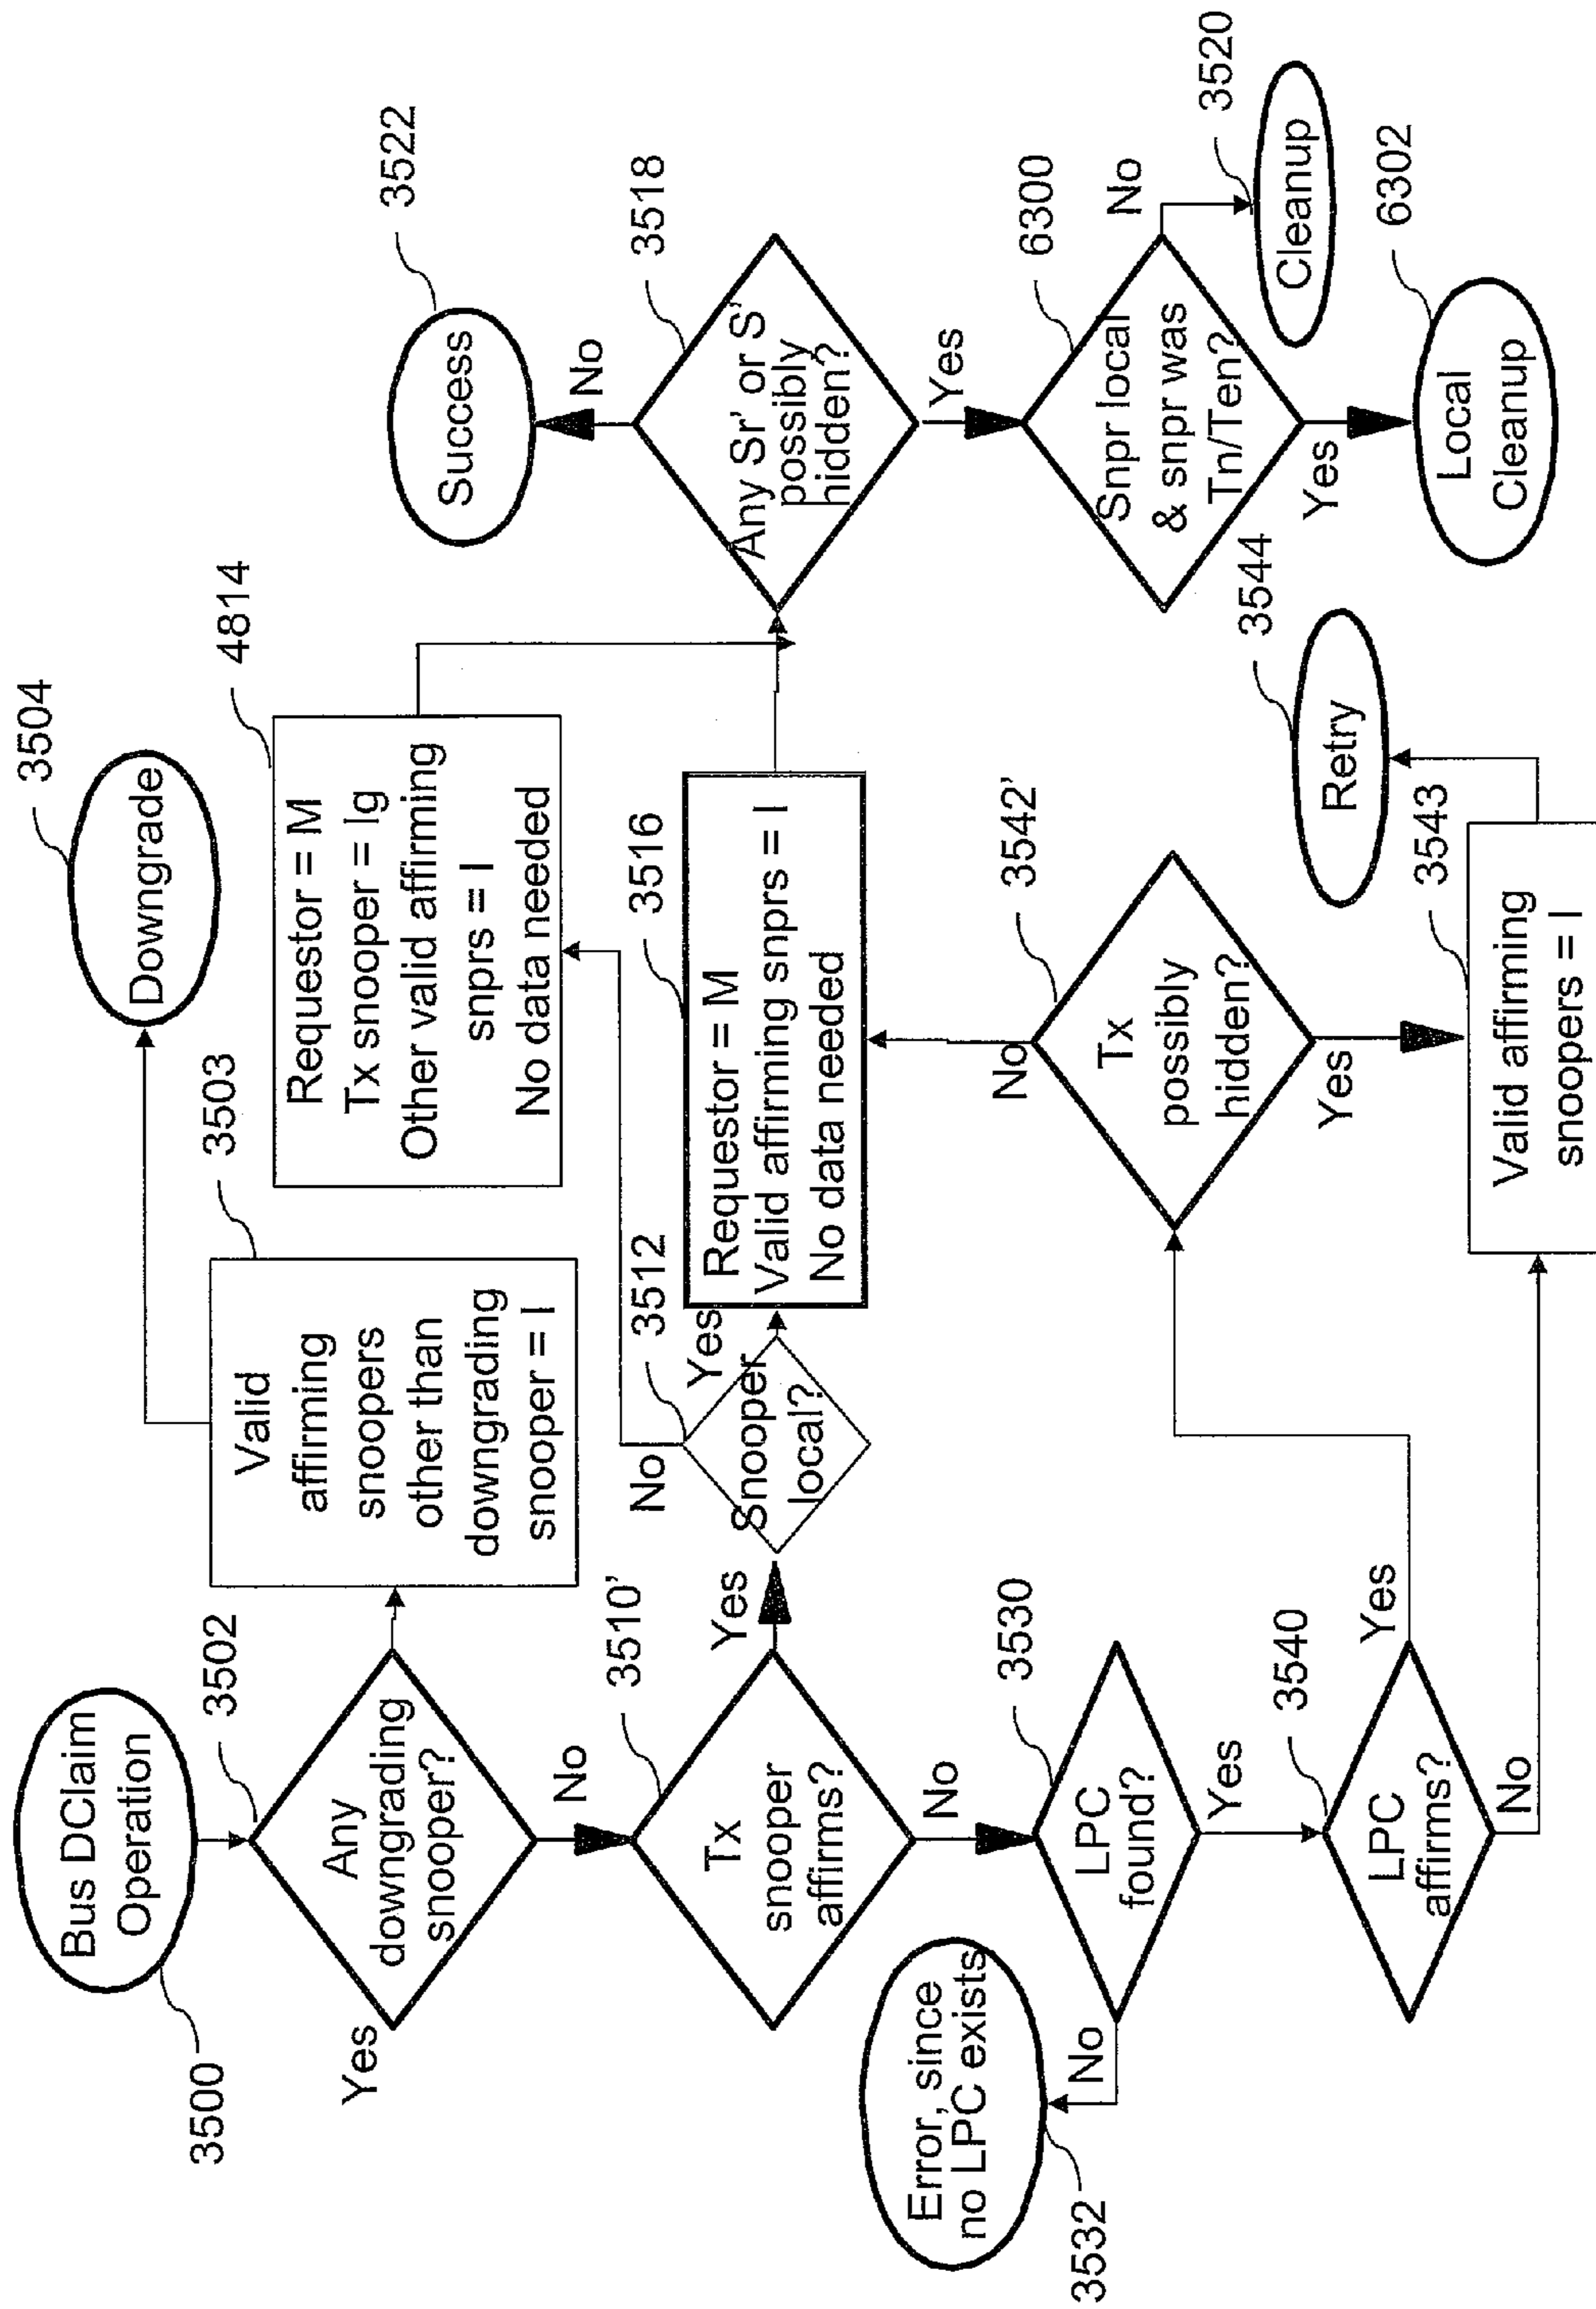 3500
Bus DClaim
Operation
3502
Any
downgrading
snooper?
Yes
No
3503
Valid
affirming
snoopers
other than
downgrading
snooper = I
3504
Downgrade
3510'
Tx
snooper
affirms?
Yes
No
3512
Snooper
local?
No
Yes
4814
Requestor = M
Tx snooper = Ig
Other valid affirming
snprs = I
No data needed
3516
Requestor = M
Valid affirming snprs = I
No data needed
3518
Any Sr' or S'
possibly
hidden?
No
Yes
3522
Success
6300
Snpr local
& snpr was
Tn/Ten?
No
Yes
3520
Cleanup
6302
Local
Cleanup
3530
LPC
found?
No
Yes
3532
Error, since
no LPC exists
3540
LPC
affirms?
Yes
No
3542'
Tx
possibly
hidden?
No
Yes
3543
Valid affirming
snoopers = I
3544
Retry